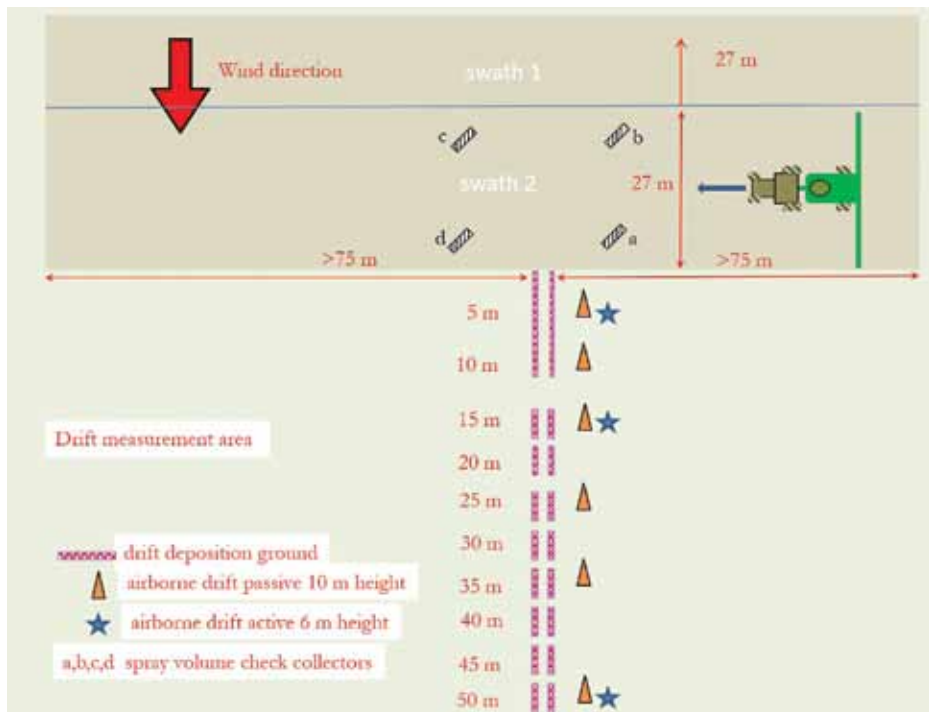 Wind direction
swath 1
27 m
c
b
swath 2
27 m
d
a
>75 m
>75 m
5 m
10 m
15 m
Drift measurement area
20 m
25 m
30 m
drift deposition ground
airborne drift passive 10 m height
35 m
airborne drift active 6 m height
40 m
a,b,c,d spray volume check collectors
45 m
50 m